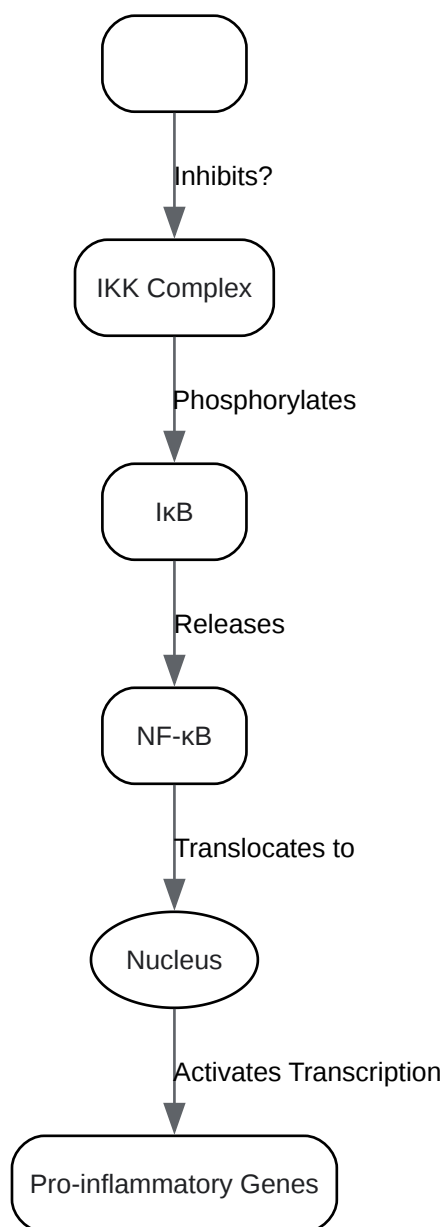 Inhibits?
IKK Complex
Phosphorylates
IκB
Releases
NF-κB
Translocates to
Nucleus
Activates Transcription
Pro-inflammatory Genes